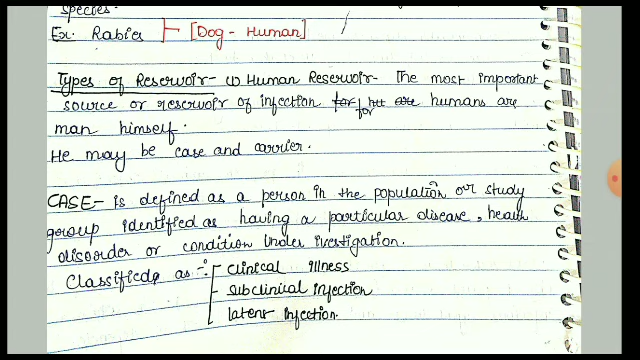 species.
Ex. Rabies [Dog - Human]
Types of Reservoir - (1) Human Reservoir - The most important
source or reservoir of infection for humans are
man himself.
He may be case and carrier.
CASE - is defined as a person in the population or study
group identified as having a particular disease, health
disorder or condition under investigation.
Classified as :- clinical illness
subclinical infection
latent infection.